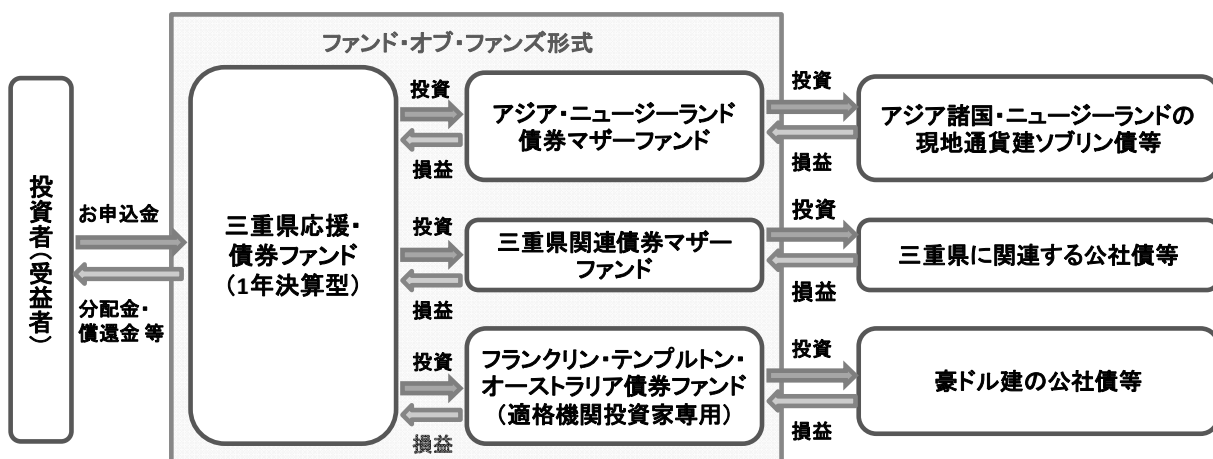 ファンド・オブ・ファンズ形式
投資者（受益者）
お申込金
分配金・
償還金 等
三重県応援・
債券ファンド
（1年決算型）
投資
損益
アジア・ニュージーランド
債券マザーファンド
投資
損益
アジア諸国・ニュージーランドの
現地通貨建ソブリン債等
投資
損益
三重県関連債券マザー
ファンド
投資
損益
三重県に関連する公社債等
投資
損益
フランクリン・テンプルトン・
オーストラリア債券ファンド
（適格機関投資家専用）
投資
損益
豪ドル建の公社債等